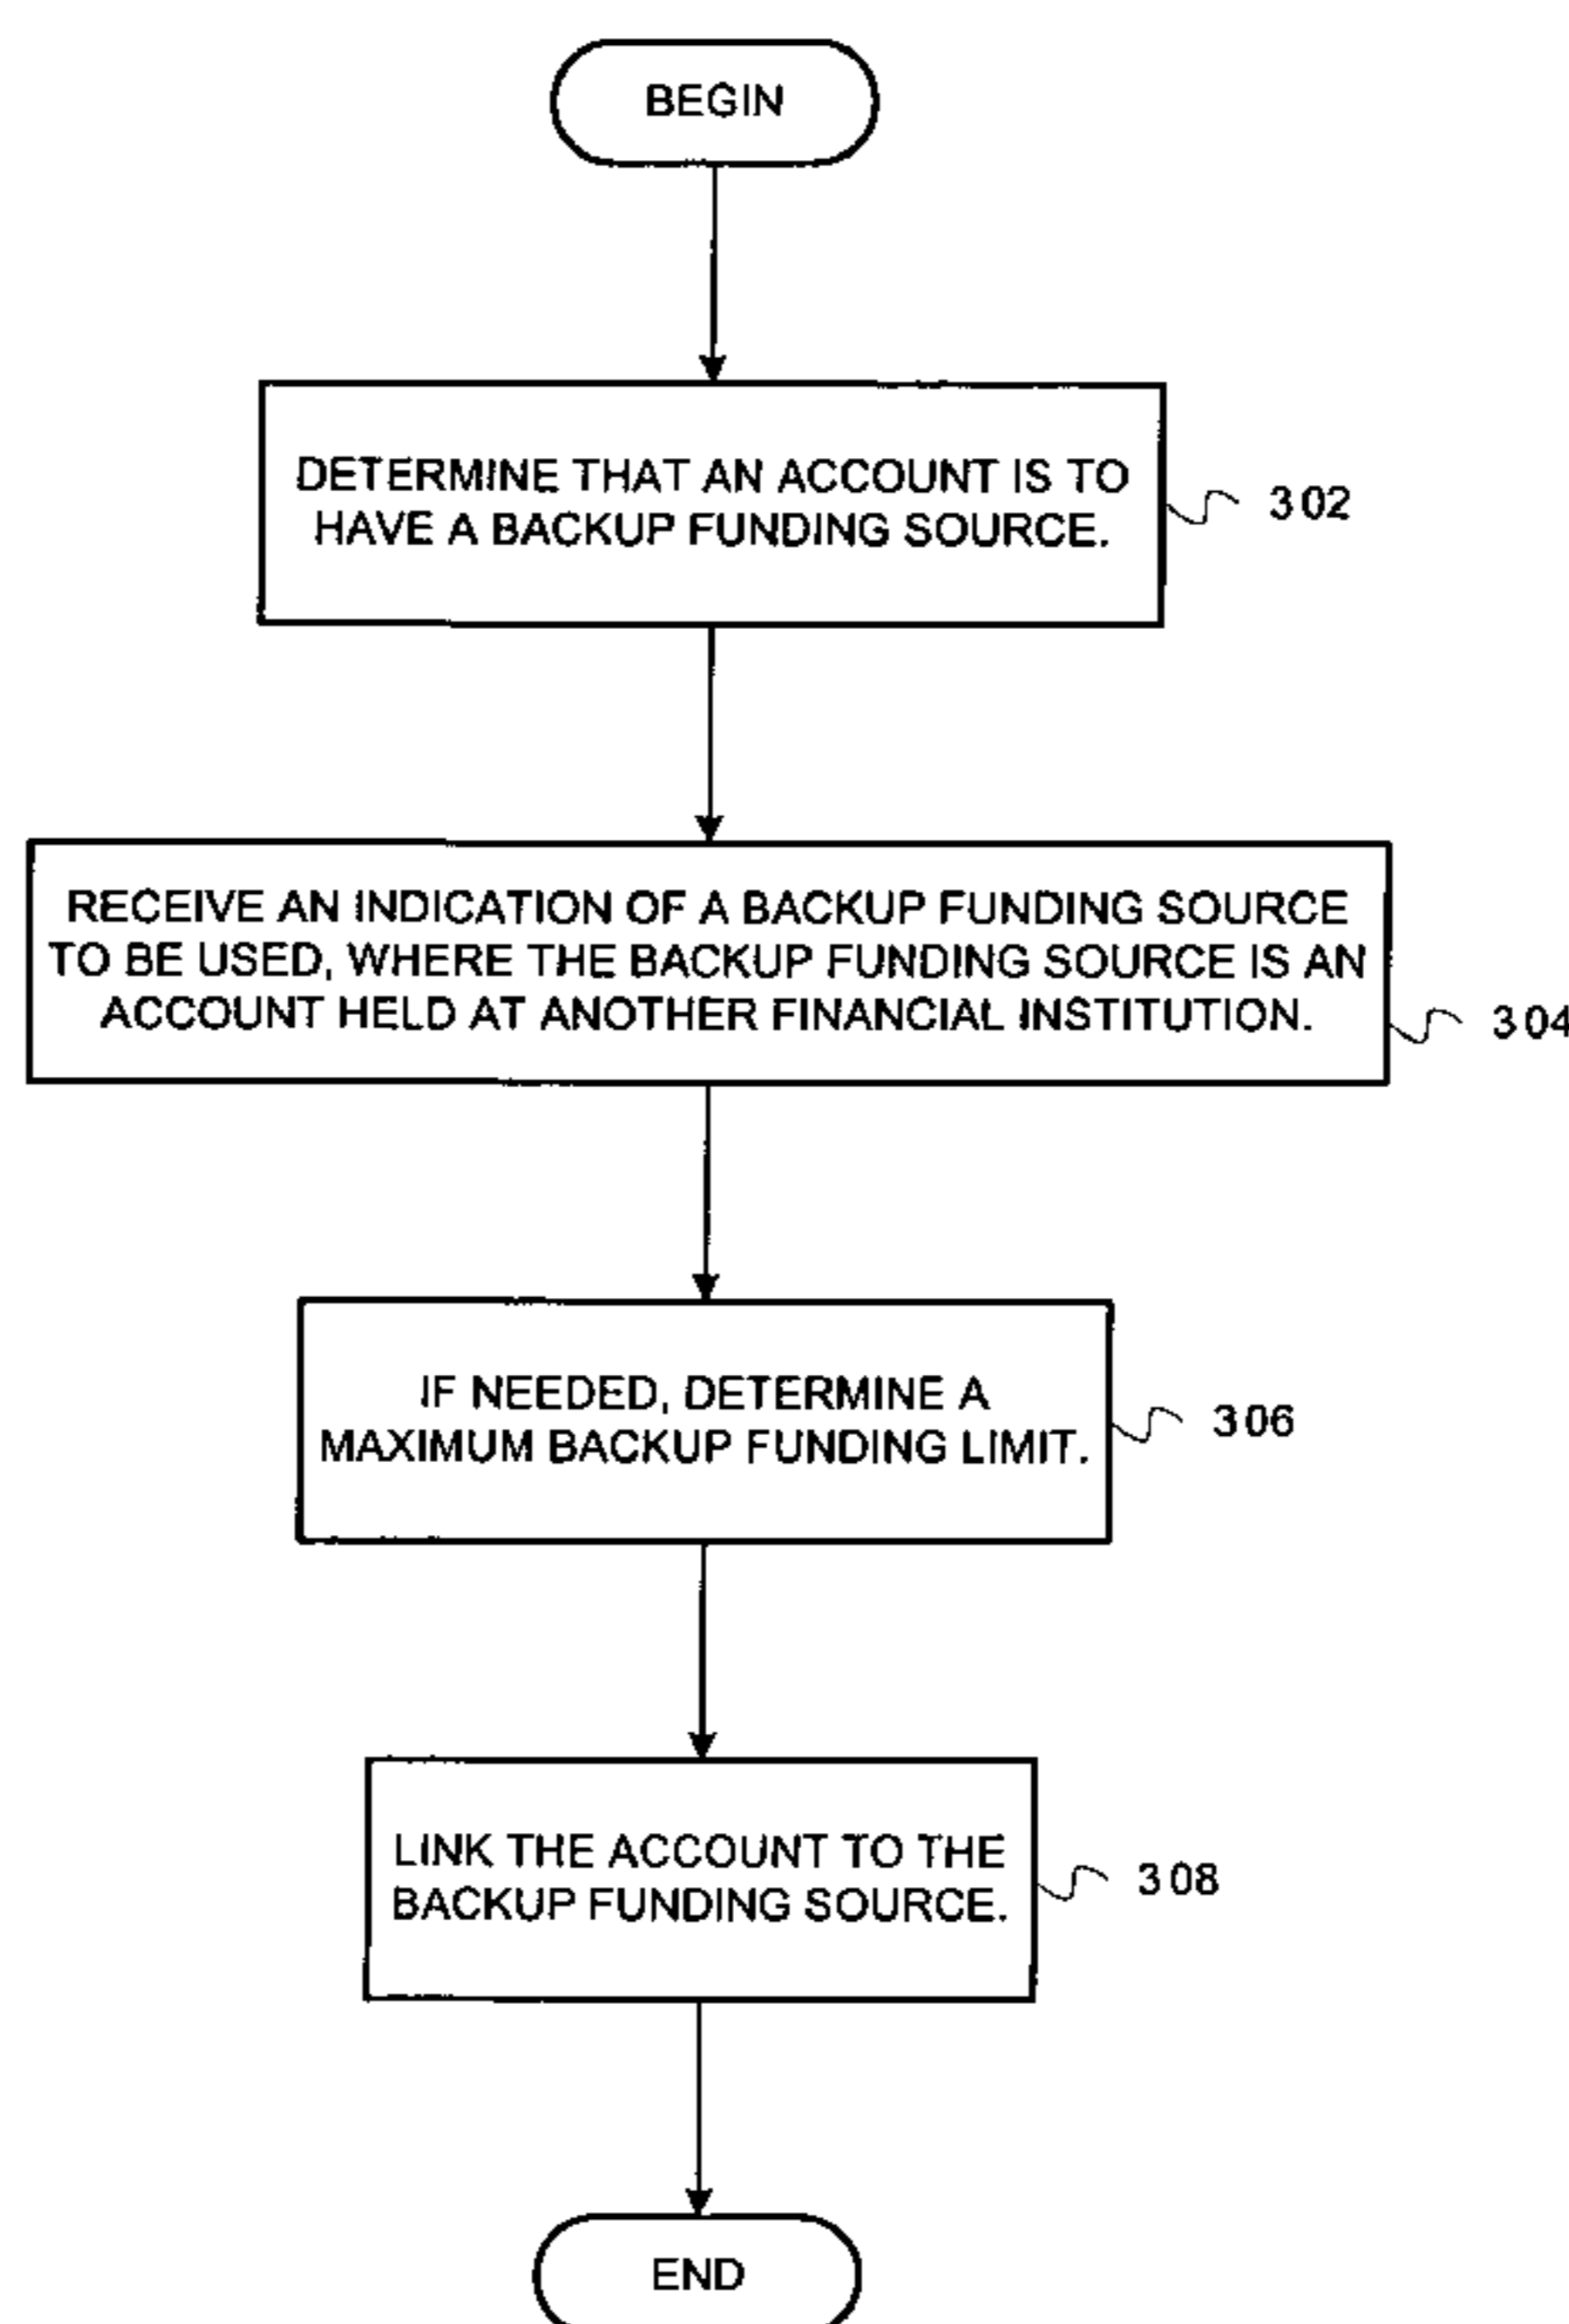 BEGIN
DETERMINE THAT AN ACCOUNT IS TO
HAVE A BACKUP FUNDING SOURCE.
302
RECEIVE AN INDICATION OF A BACKUP FUNDING SOURCE
TO BE USED, WHERE THE BACKUP FUNDING SOURCE IS AN
ACCOUNT HELD AT ANOTHER FINANCIAL INSTITUTION.
304
IF NEEDED, DETERMINE A
MAXIMUM BACKUP FUNDING LIMIT.
306
LINK THE ACCOUNT TO THE
BACKUP FUNDING SOURCE.
308
END